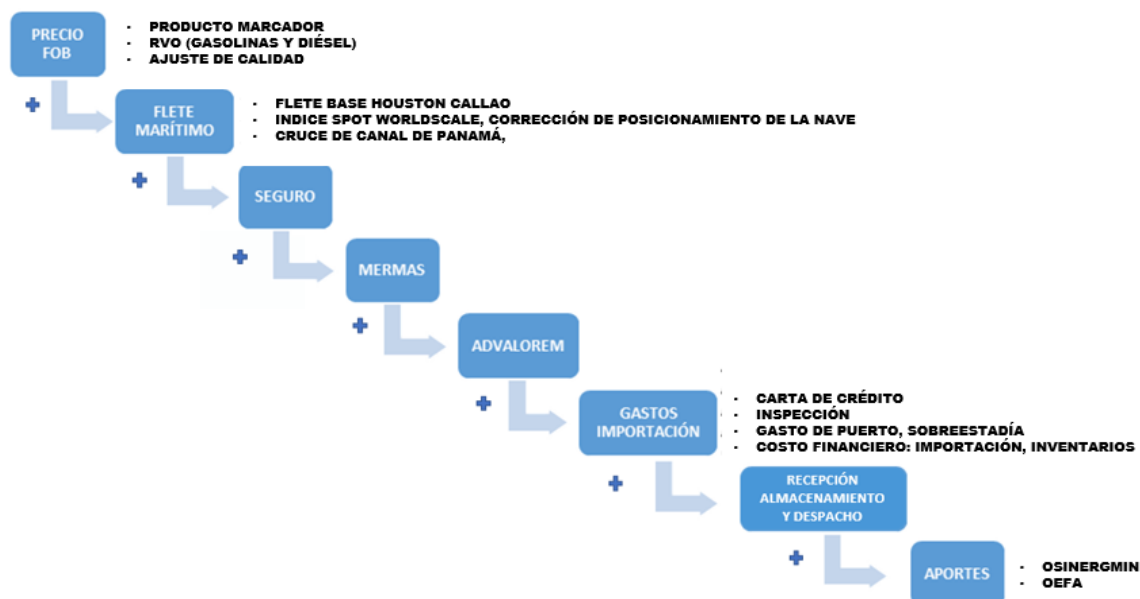 PRECIO
FOB
· PRODUCTO MARCADOR
· RVO (GASOLINAS Y DIÉSEL)
· AJUSTE DE CALIDAD
FLETE
MARÍTIMO
· FLETE BASE HOUSTON CALLAO
· INDICE SPOT WORLDSCALE, CORRECCIÓN DE POSICIONAMIENTO DE LA NAVE
· CRUCE DE CANAL DE PANAMÁ,
SEGURO
MERMAS
ADVALOREM
GASTOS
IMPORTACIÓN
· CARTA DE CRÉDITO
· INSPECCIÓN
· GASTO DE PUERTO, SOBREESTADÍA
· COSTO FINANCIERO: IMPORTACIÓN, INVENTARIOS
RECEPCIÓN
ALMACENAMIENTO
Y DESPACHO
APORTES
· OSINERGMIN
· OEFA